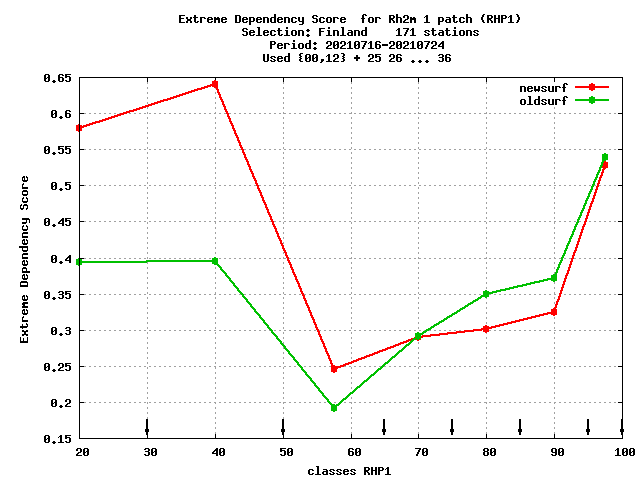 Extreme Dependency Score  for Rh2m 1 patch (RHP1)
Selection: Finland    171 stations
Period: 20210716-20210724
Used {00,12} + 25 26 ... 36
newsurf
oldsurf
0.65
0.6
0.55
0.5
0.45
0.4
0.35
0.3
0.25
0.2
0.15
Extreme Dependency Score
20 30 40 50 60 70 80 90 100
classes RHP1